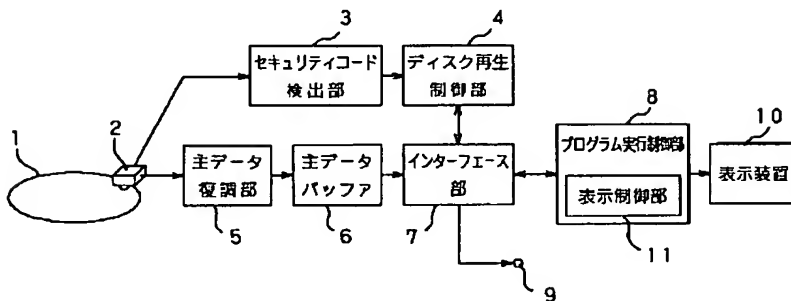 3
セキュリティコード
検出部
4
ディスク再生
制御部
8
プログラム実行制御部
表示制御部
11
10
表示装置
1
2
主データ
復調部
5
主データ
バッファ
6
インターフェース
部
7
9